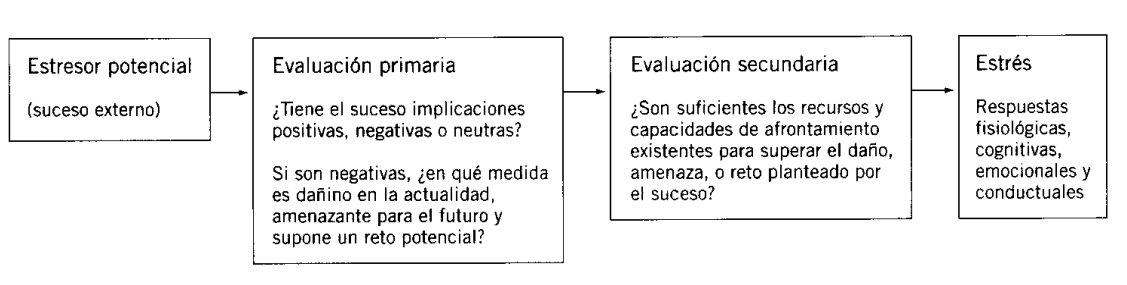 Estresor potencial
(suceso externo)
Evaluación primaria
¿Tiene el suceso implicaciones
positivas, negativas o neutras?
Si son negativas, ¿en qué medida
es dañino en la actualidad,
amenazante para el futuro y
supone un reto potencial?
Evaluación secundaria
¿Son suficientes los recursos y
capacidades de afrontamiento
existentes para superar el daño,
amenaza, o reto planteado por
el suceso?
Estrés
Respuestas
fisiológicas,
cognitivas,
emocionales y
conductuales